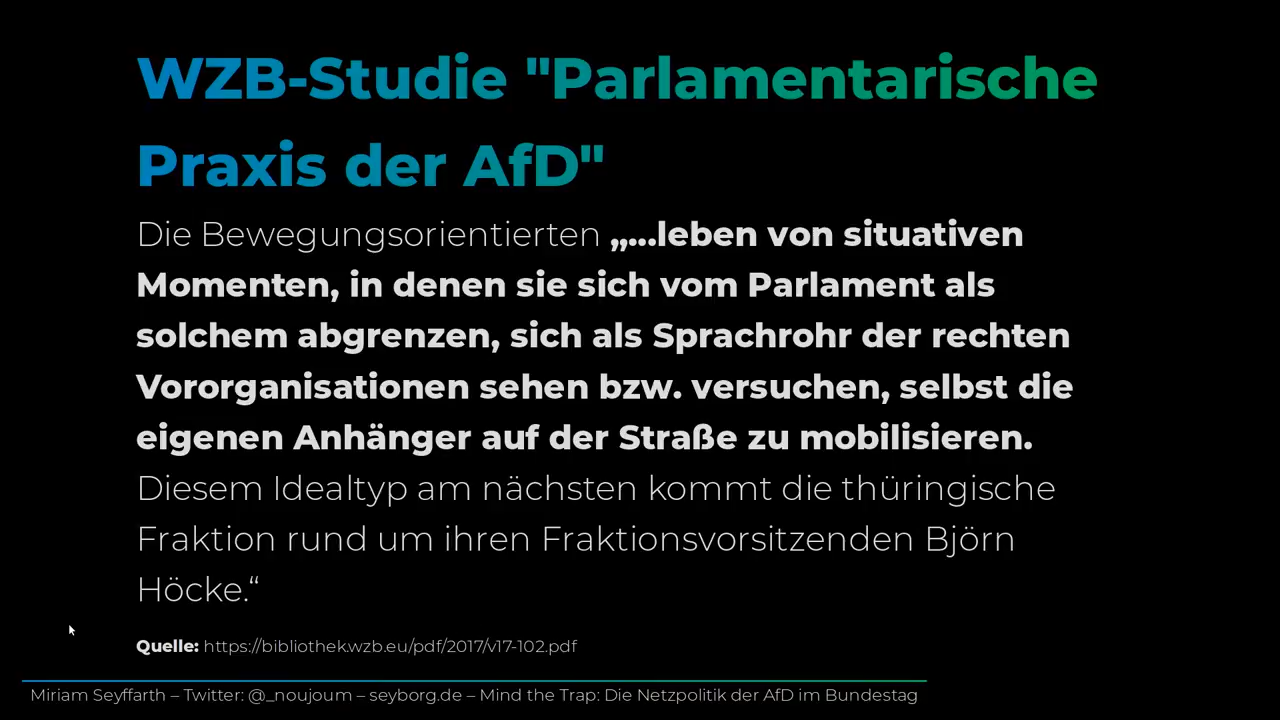 WZB-Studie "Parlamentarische
Praxis der AfD"
Die Bewegungsorientierten „...leben von situativen
Momenten, in denen sie sich vom Parlament als
solchem abgrenzen, sich als Sprachrohr der rechten
Vororganisationen sehen bzw. versuchen, selbst die
eigenen Anhänger auf der Straße zu mobilisieren.
Diesem Idealtyp am nächsten kommt die thüringische
Fraktion rund um ihren Fraktionsvorsitzenden Björn
Höcke.“
Quelle: https://bibliothek.wzb.eu/pdf/2017/v17-102.pdf
Miriam Seyffarth – Twitter: @_noujoum – seyborg.de – Mind the Trap: Die Netzpolitik der AfD im Bundestag